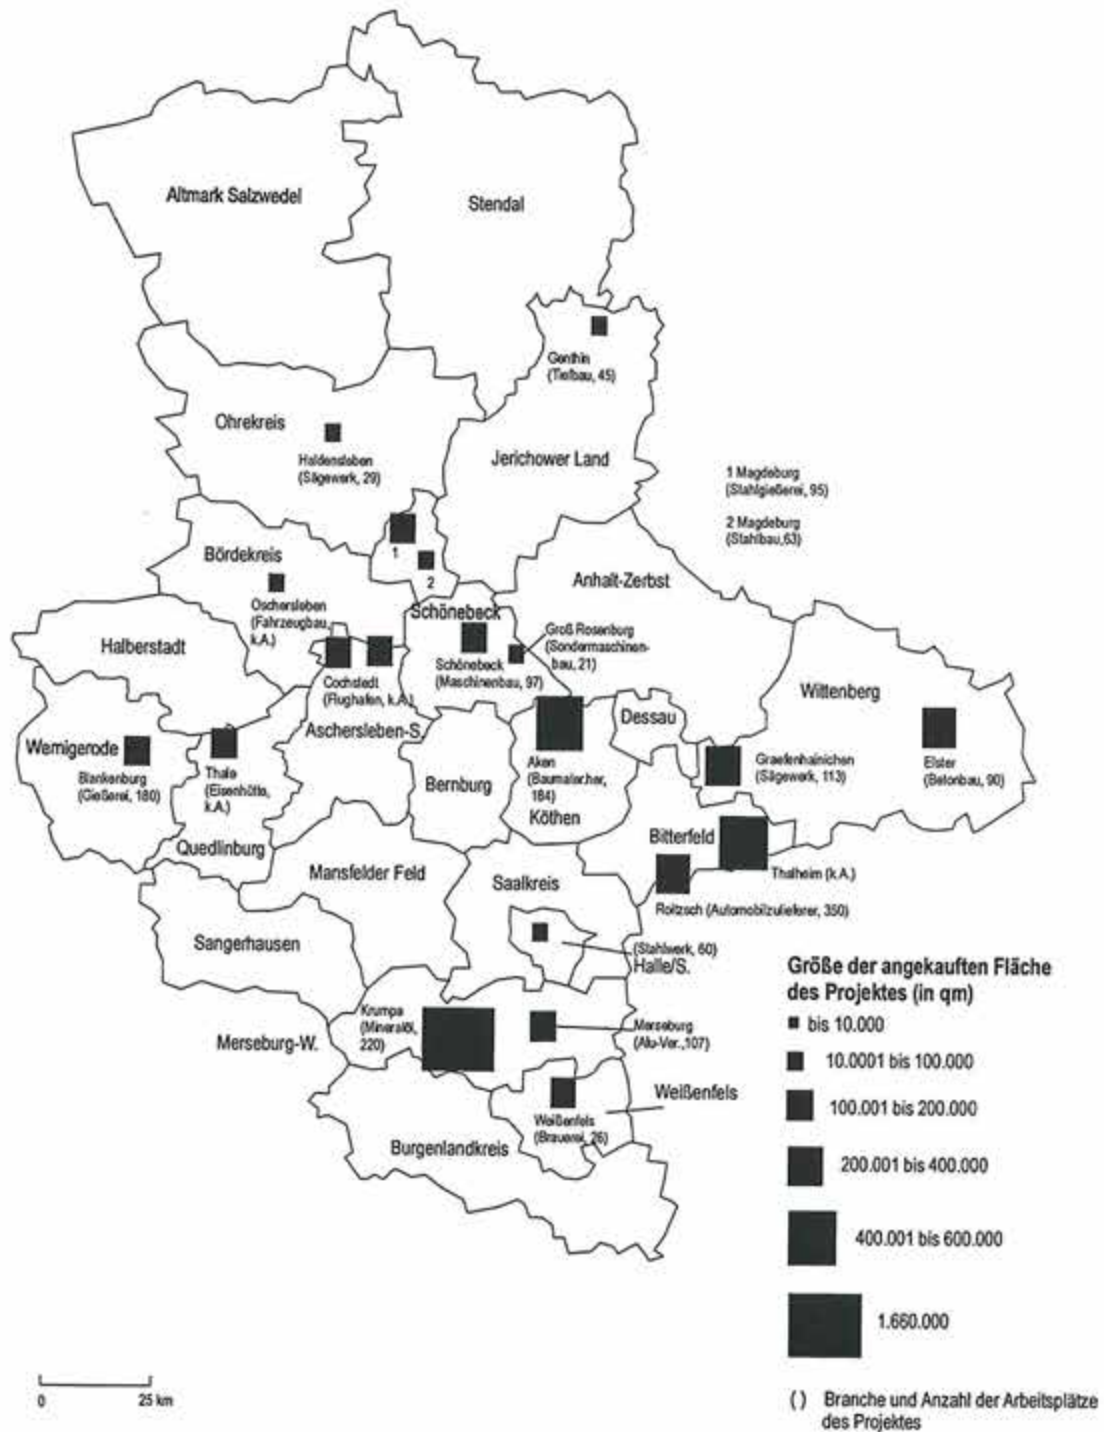 Altmark Salzwedel
Stendal
Genthin
(Tiefbau, 45)
Ohrekreis
Haldensleben
(Sägewerk, 29)
Jerichower Land
1 Magdeburg
(Stahlgießerei, 95)
2 Magdeburg
(Stahlbau,63)
1
2
Bördekreis
Oschersleben
(Fahrzeugbau,
k.A.)
Anhalt-Zerbst
Halberstadt
Schönebeck
Schönebeck
(Maschinenbau, 97)
Groß Rosenburg
(Sondermaschinen-
bau, 21)
Cochstedt
(Flughafen, k.A.)
Aschersleben-S.
Wernigerode
Blankenburg
(Gießerei, 180)
Thale
(Eisenhütte,
k.A.)
Quedlinburg
Bernburg
Aken
(Baumater.her,
184)
Köthen
Dessau
Wittenberg
Graefenhainichen
(Sägewerk, 113)
Elster
(Betonbau, 90)
Bitterfeld
Thalheim (k.A.)
Roitzsch (Automobilzulieferer, 350)
Mansfelder Feld
Saalkreis
Sangerhausen
(Stahlwerk, 60)
Halle/S.
Krumpa
(Mineralöl,
220)
Merseburg-W.
Merseburg
(Alu-Ver.,107)
Weißenfels
Weißenfels
(Brauerei, 26)
Burgenlandkreis
Größe der angekauften Fläche
des Projektes (in qm)
bis 10.000
10.0001 bis 100.000
100.001 bis 200.000
200.001 bis 400.000
400.001 bis 600.000
1.660.000
( ) Branche und Anzahl der Arbeitsplätze
des Projektes
0 25 km